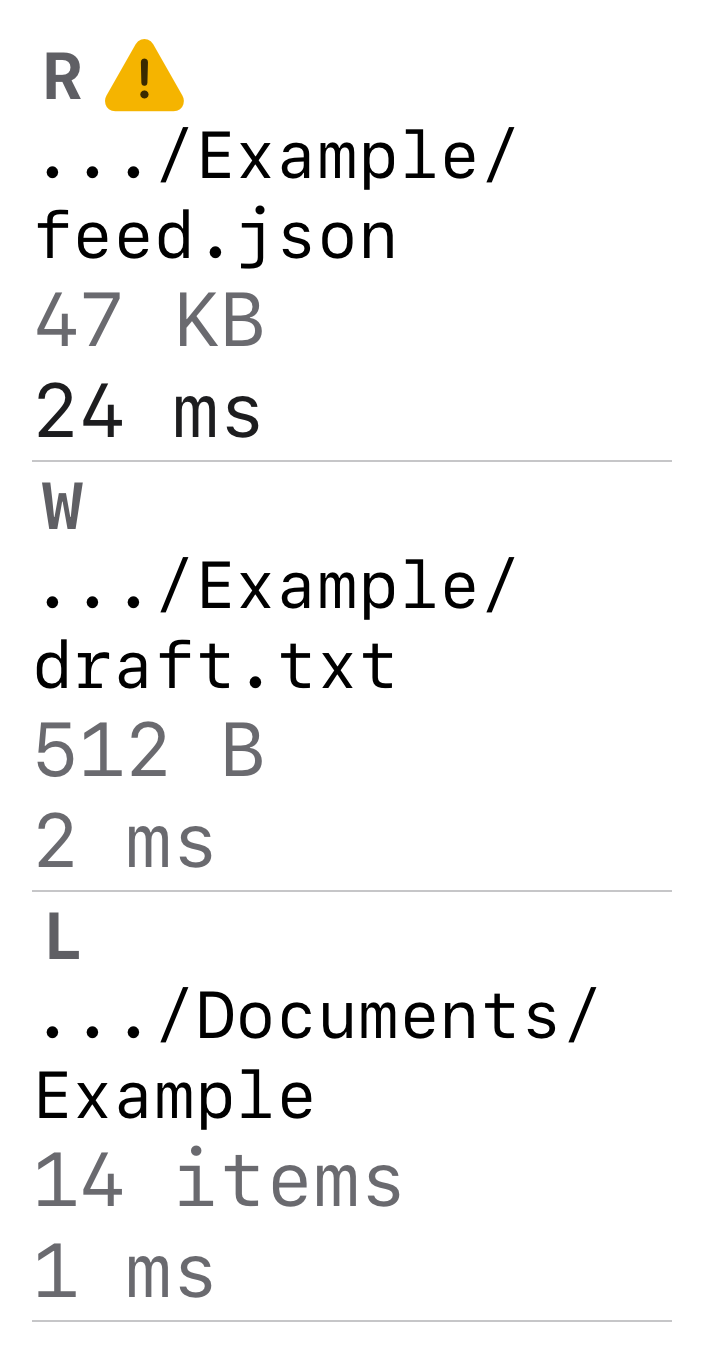 R
.../Example/
feed.json
47 KB
24 ms
W
.../Example/
draft.txt
512 B
2 ms
L
.../Documents/
Example
14 items
1 ms